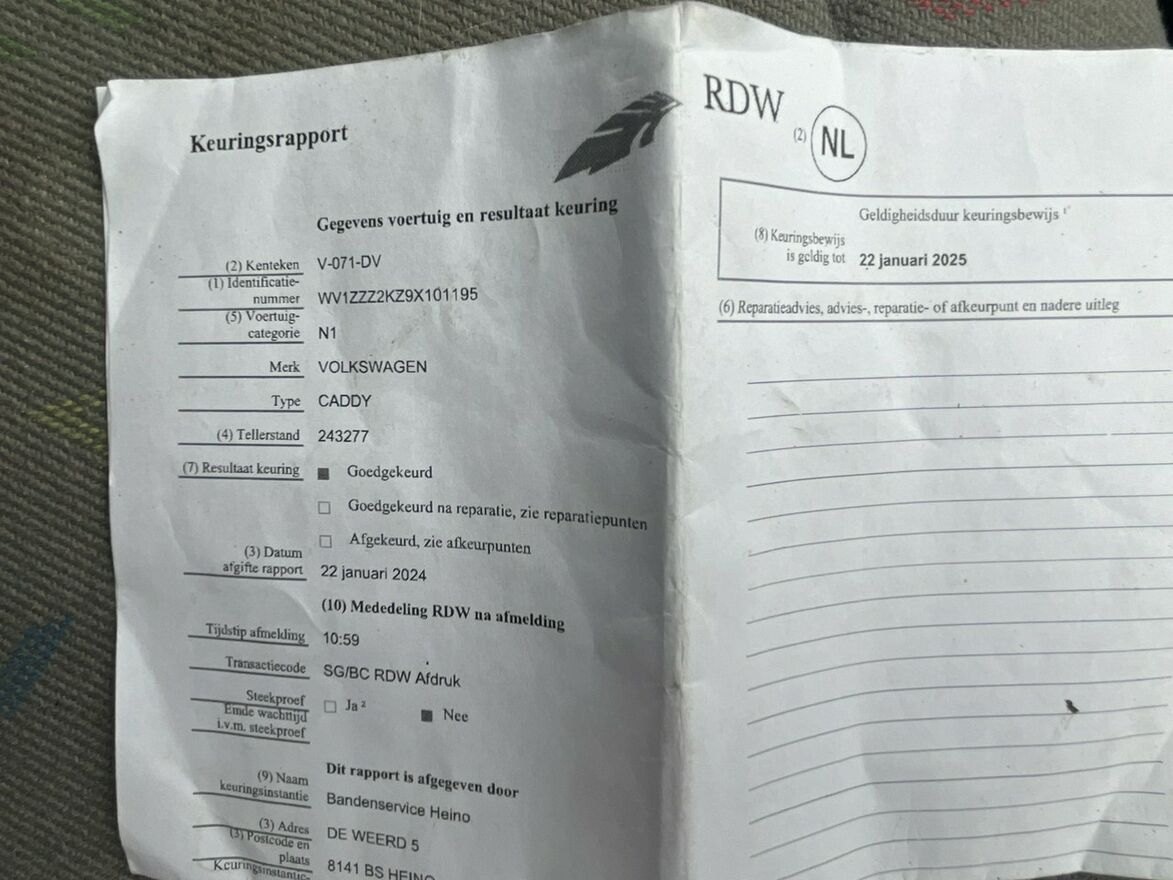 Keuringsrapport
Gegevens voertuig en resultaat keuring
(2) Kenteken V-071-DV
(1) Identificatie-
nummer WV1ZZZ2KZ9X101195
(5) Voertuig-
categorie N1
Merk VOLKSWAGEN
Type CADDY
(4) Tellerstand 243277
(7) Resultaat keuring Goedgekeurd
Goedgekeurd na reparatie, zie reparatiepunten
Afgekeurd, zie afkeurpunten
(3) Datum
afgifte rapport 22 januari 2024
(10) Mededeling RDW na afmelding
Tijdstip afmelding 10:59
Transactiecode SG/BC RDW Afdruk
Steekproef Ja ² Nee
Einde wachttijd
i.v.m. steekproef
Dit rapport is afgegeven door
(9) Naam
keuringsinstantie Bandenservice Heino
(3) Adres DE WEERD 5
(3) Postcode en
plaats 8141 BS HEINO
Keuringsinstantie-
RDW
(2) NL
Geldigheidsduur keuringsbewijs ¹
(8) Keuringsbewijs
is geldig tot 22 januari 2025
(6) Reparatieadvies, advies-, reparatie- of afkeurpunt en nadere uitleg